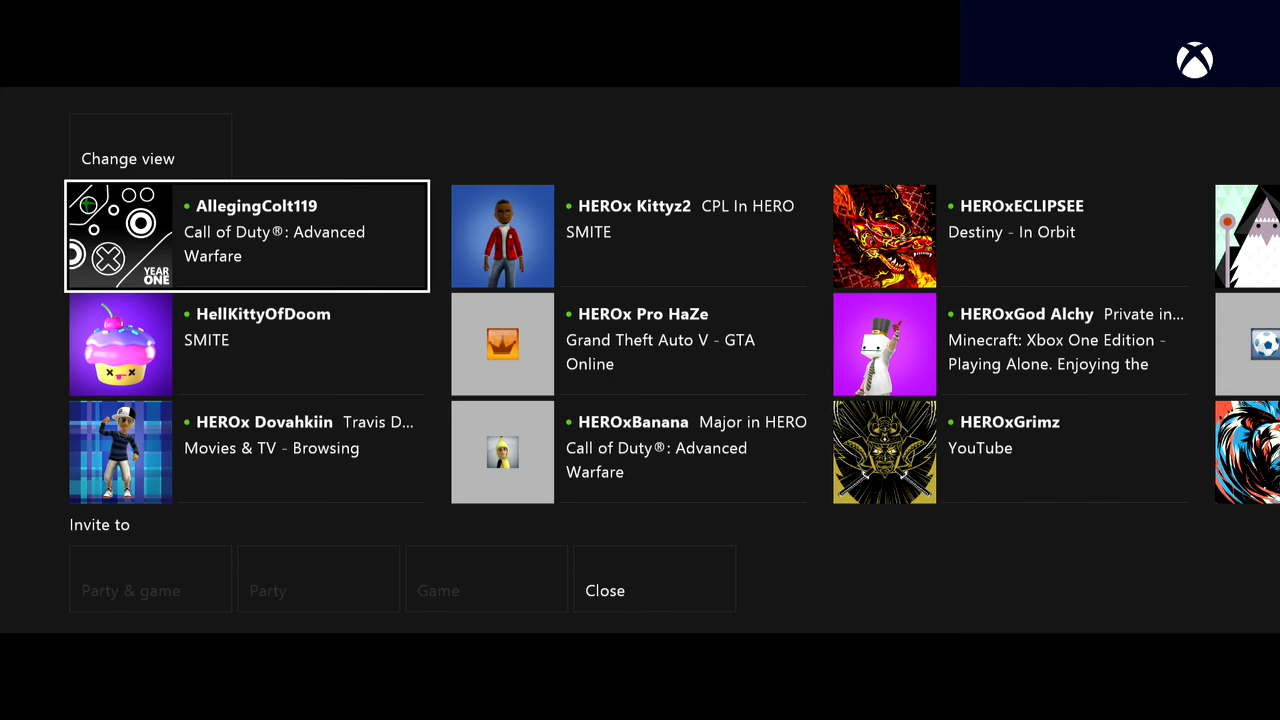 Change view
AllegingColt119
Call of Duty®: Advanced
Warfare
YEAR
ONE
HellKittyOfDoom
SMITE
HEROx Dovahkiin Travis D...
Movies & TV - Browsing
HEROx Kittyz2 CPL In HERO
SMITE
HEROx Pro HaZe
Grand Theft Auto V - GTA
Online
HEROxBanana Major in HERO
Call of Duty®: Advanced
Warfare
HEROxECLIPSEE
Destiny - In Orbit
HEROxGod Alchy Private in...
Minecraft: Xbox One Edition -
Playing Alone. Enjoying the
HEROxGrimz
YouTube
Invite to
Party & game
Party
Game
Close